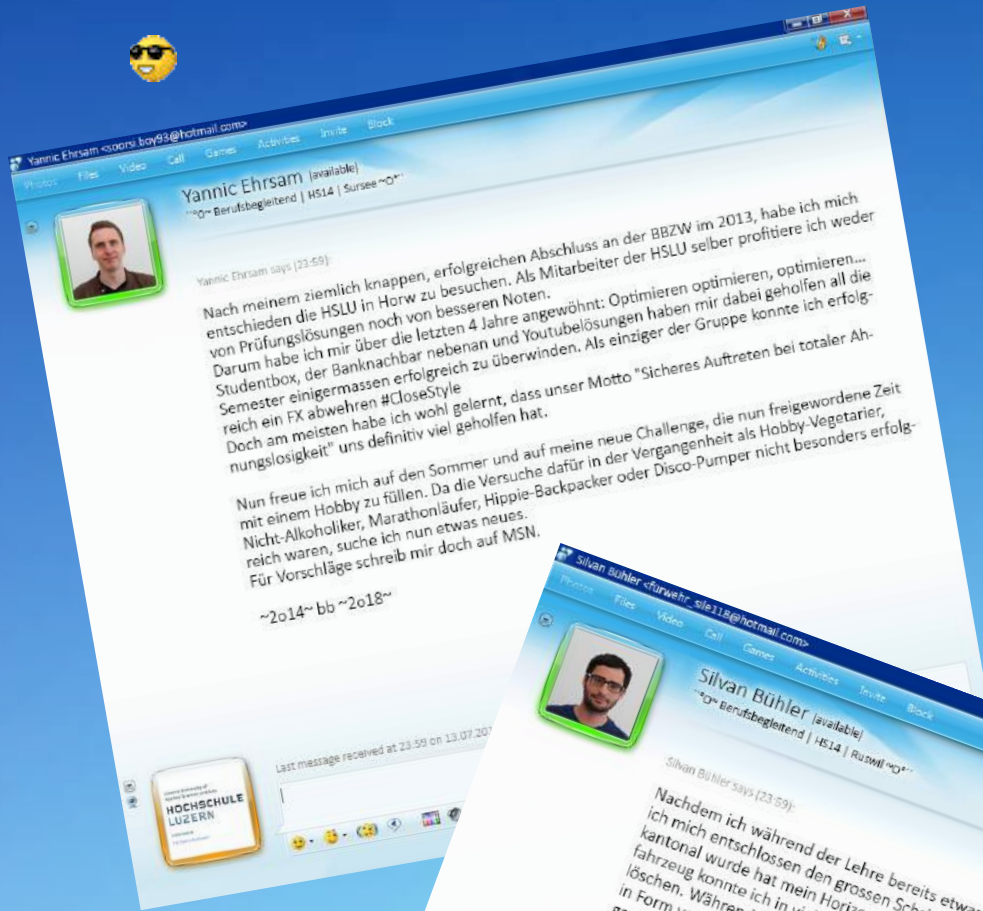 Yannic Ehrsam <soorsi.boy93@hotmail.com>
Photos Files Video Call Games Activities Invite Block
Yannic Ehrsam (available)
~°O~ Berufsbegleitend | HS14 | Sursee ~O°~
Yannic Ehrsam says (23:59):
Nach meinem ziemlich knappen, erfolgreichen Abschluss an der BBZW im 2013, habe ich mich
entschieden die HSLU in Horw zu besuchen. Als Mitarbeiter der HSLU selber profitiere ich weder
von Prüfungslösungen noch von besseren Noten.
Darum habe ich mir über die letzten 4 Jahre angewöhnt: Optimieren optimieren, optimieren...
Studentbox, der Banknachbar nebenan und Youtubelösungen haben mir dabei geholfen all die
Semester einigermassen erfolgreich zu überwinden. Als einziger der Gruppe konnte ich erfolg-
reich ein FX abwehren #CloseStyle
Doch am meisten habe ich wohl gelernt, dass unser Motto "Sicheres Auftreten bei totaler Ah-
nungslosigkeit" uns definitiv viel geholfen hat.
Nun freue ich mich auf den Sommer und auf meine neue Challenge, die nun freigewordene Zeit
mit einem Hobby zu füllen. Da die Versuche dafür in der Vergangenheit als Hobby-Vegetarier,
Nicht-Alkoholiker, Marathonläufer, Hippie-Backpacker oder Disco-Pumper nicht besonders erfolg-
reich waren, suche ich nun etwas neues.
Für Vorschläge schreib mir doch auf MSN.
~2o14~ bb ~2o18~
Last message received at 23:59 on 13.07.20
HOCHSCHULE
LUZERN
Silvan Bühler <furwehr_sile118@hotmail.com>
Photos Files Video Call Games Activities Invite Block
Silvan Bühler (available)
~°O~ Berufsbegleitend | HS14 | Ruswil ~O°~
Silvan Bühler says (23:59):
Nachdem ich während der Lehre bereits etwa
ich mich entschlossen den grossen
kantonal wurde hat mein
fahrzeug konnte ich in
löschen.
in Form